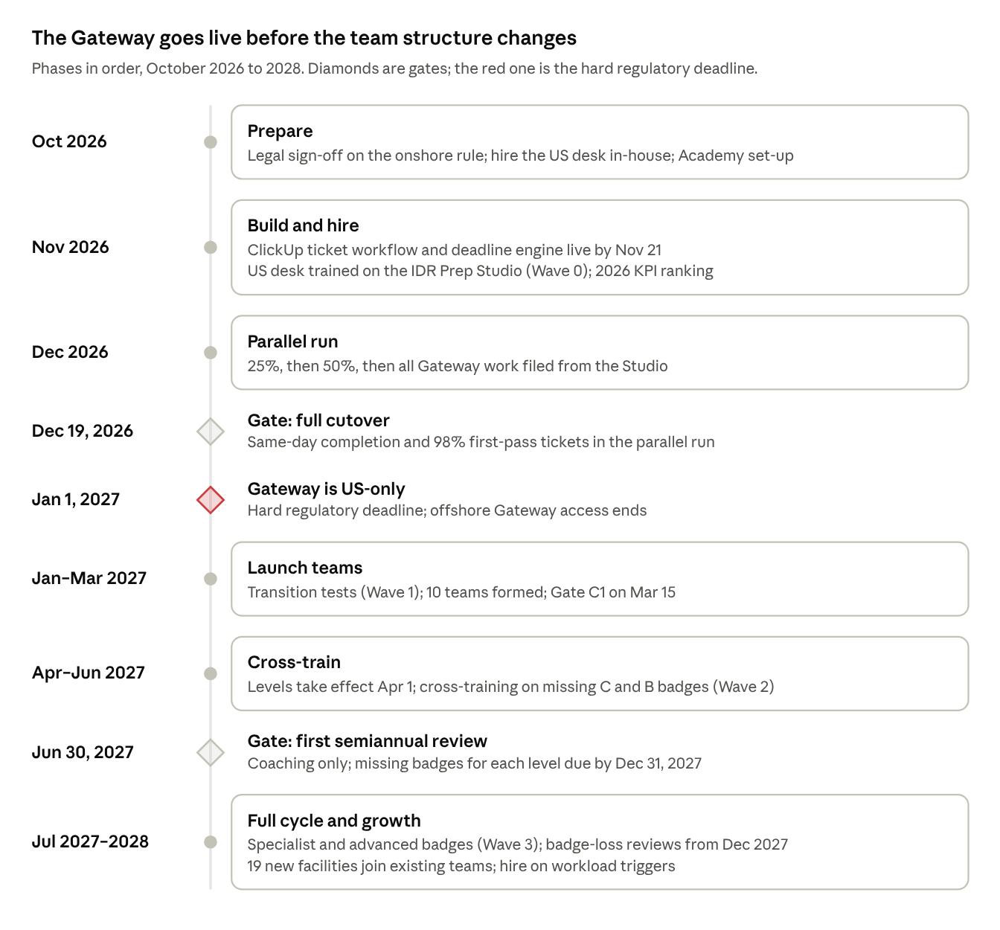 The Gateway goes live before the team structure changes
Phases in order, October 2026 to 2028. Diamonds are gates; the red one is the hard regulatory deadline.
Oct 2026
Prepare
Legal sign-off on the onshore rule; hire the US desk in-house; Academy set-up
Nov 2026
Build and hire
ClickUp ticket workflow and deadline engine live by Nov 21
US desk trained on the IDR Prep Studio (Wave 0); 2026 KPI ranking
Dec 2026
Parallel run
25%, then 50%, then all Gateway work filed from the Studio
Dec 19, 2026
Gate: full cutover
Same-day completion and 98% first-pass tickets in the parallel run
Jan 1, 2027
Gateway is US-only
Hard regulatory deadline; offshore Gateway access ends
Jan–Mar 2027
Launch teams
Transition tests (Wave 1); 10 teams formed; Gate C1 on Mar 15
Apr–Jun 2027
Cross-train
Levels take effect Apr 1; cross-training on missing C and B badges (Wave 2)
Jun 30, 2027
Gate: first semiannual review
Coaching only; missing badges for each level due by Dec 31, 2027
Jul 2027–2028
Full cycle and growth
Specialist and advanced badges (Wave 3); badge-loss reviews from Dec 2027
19 new facilities join existing teams; hire on workload triggers